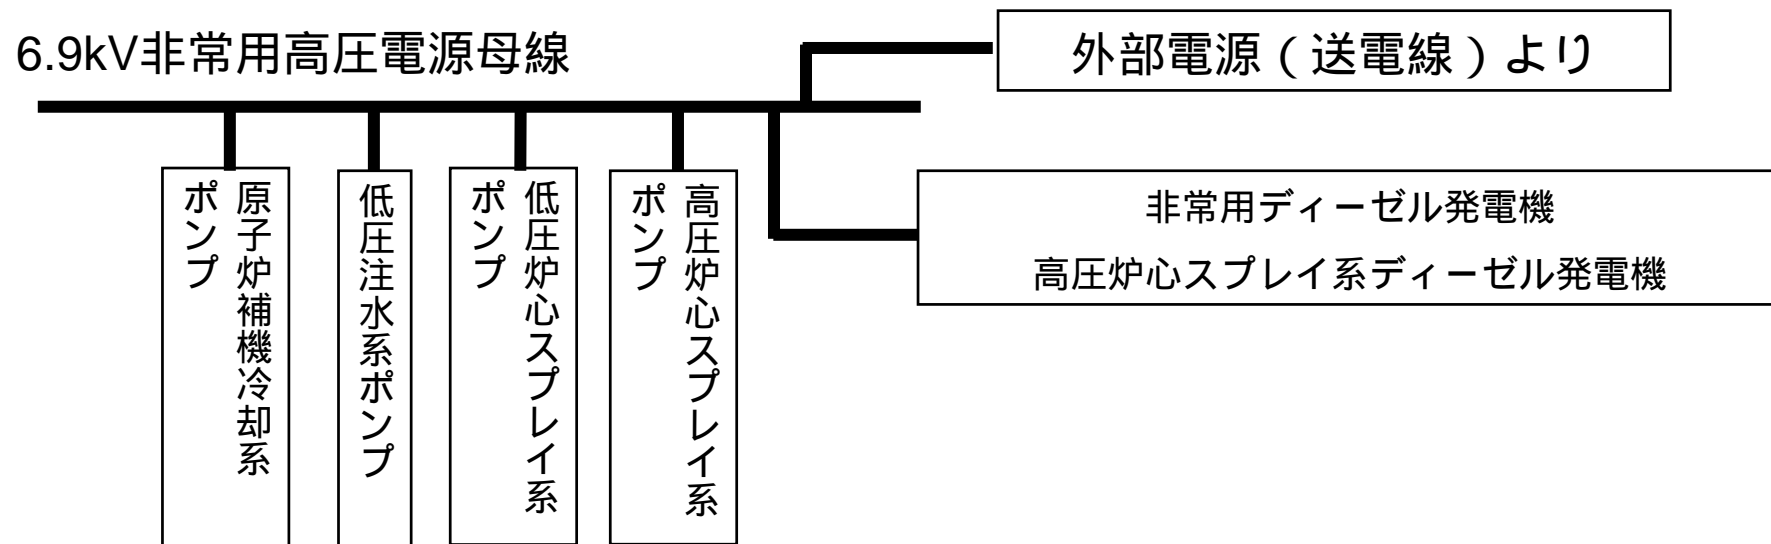 6.9kV非常用高圧電源母線
外部電源（送電線）より
非常用ディーゼル発電機
高圧炉心スプレイ系ディーゼル発電機
原子炉補機冷却系
ポンプ
低圧注水系ポンプ
低圧炉心スプレイ系
ポンプ
高圧炉心スプレイ系
ポンプ